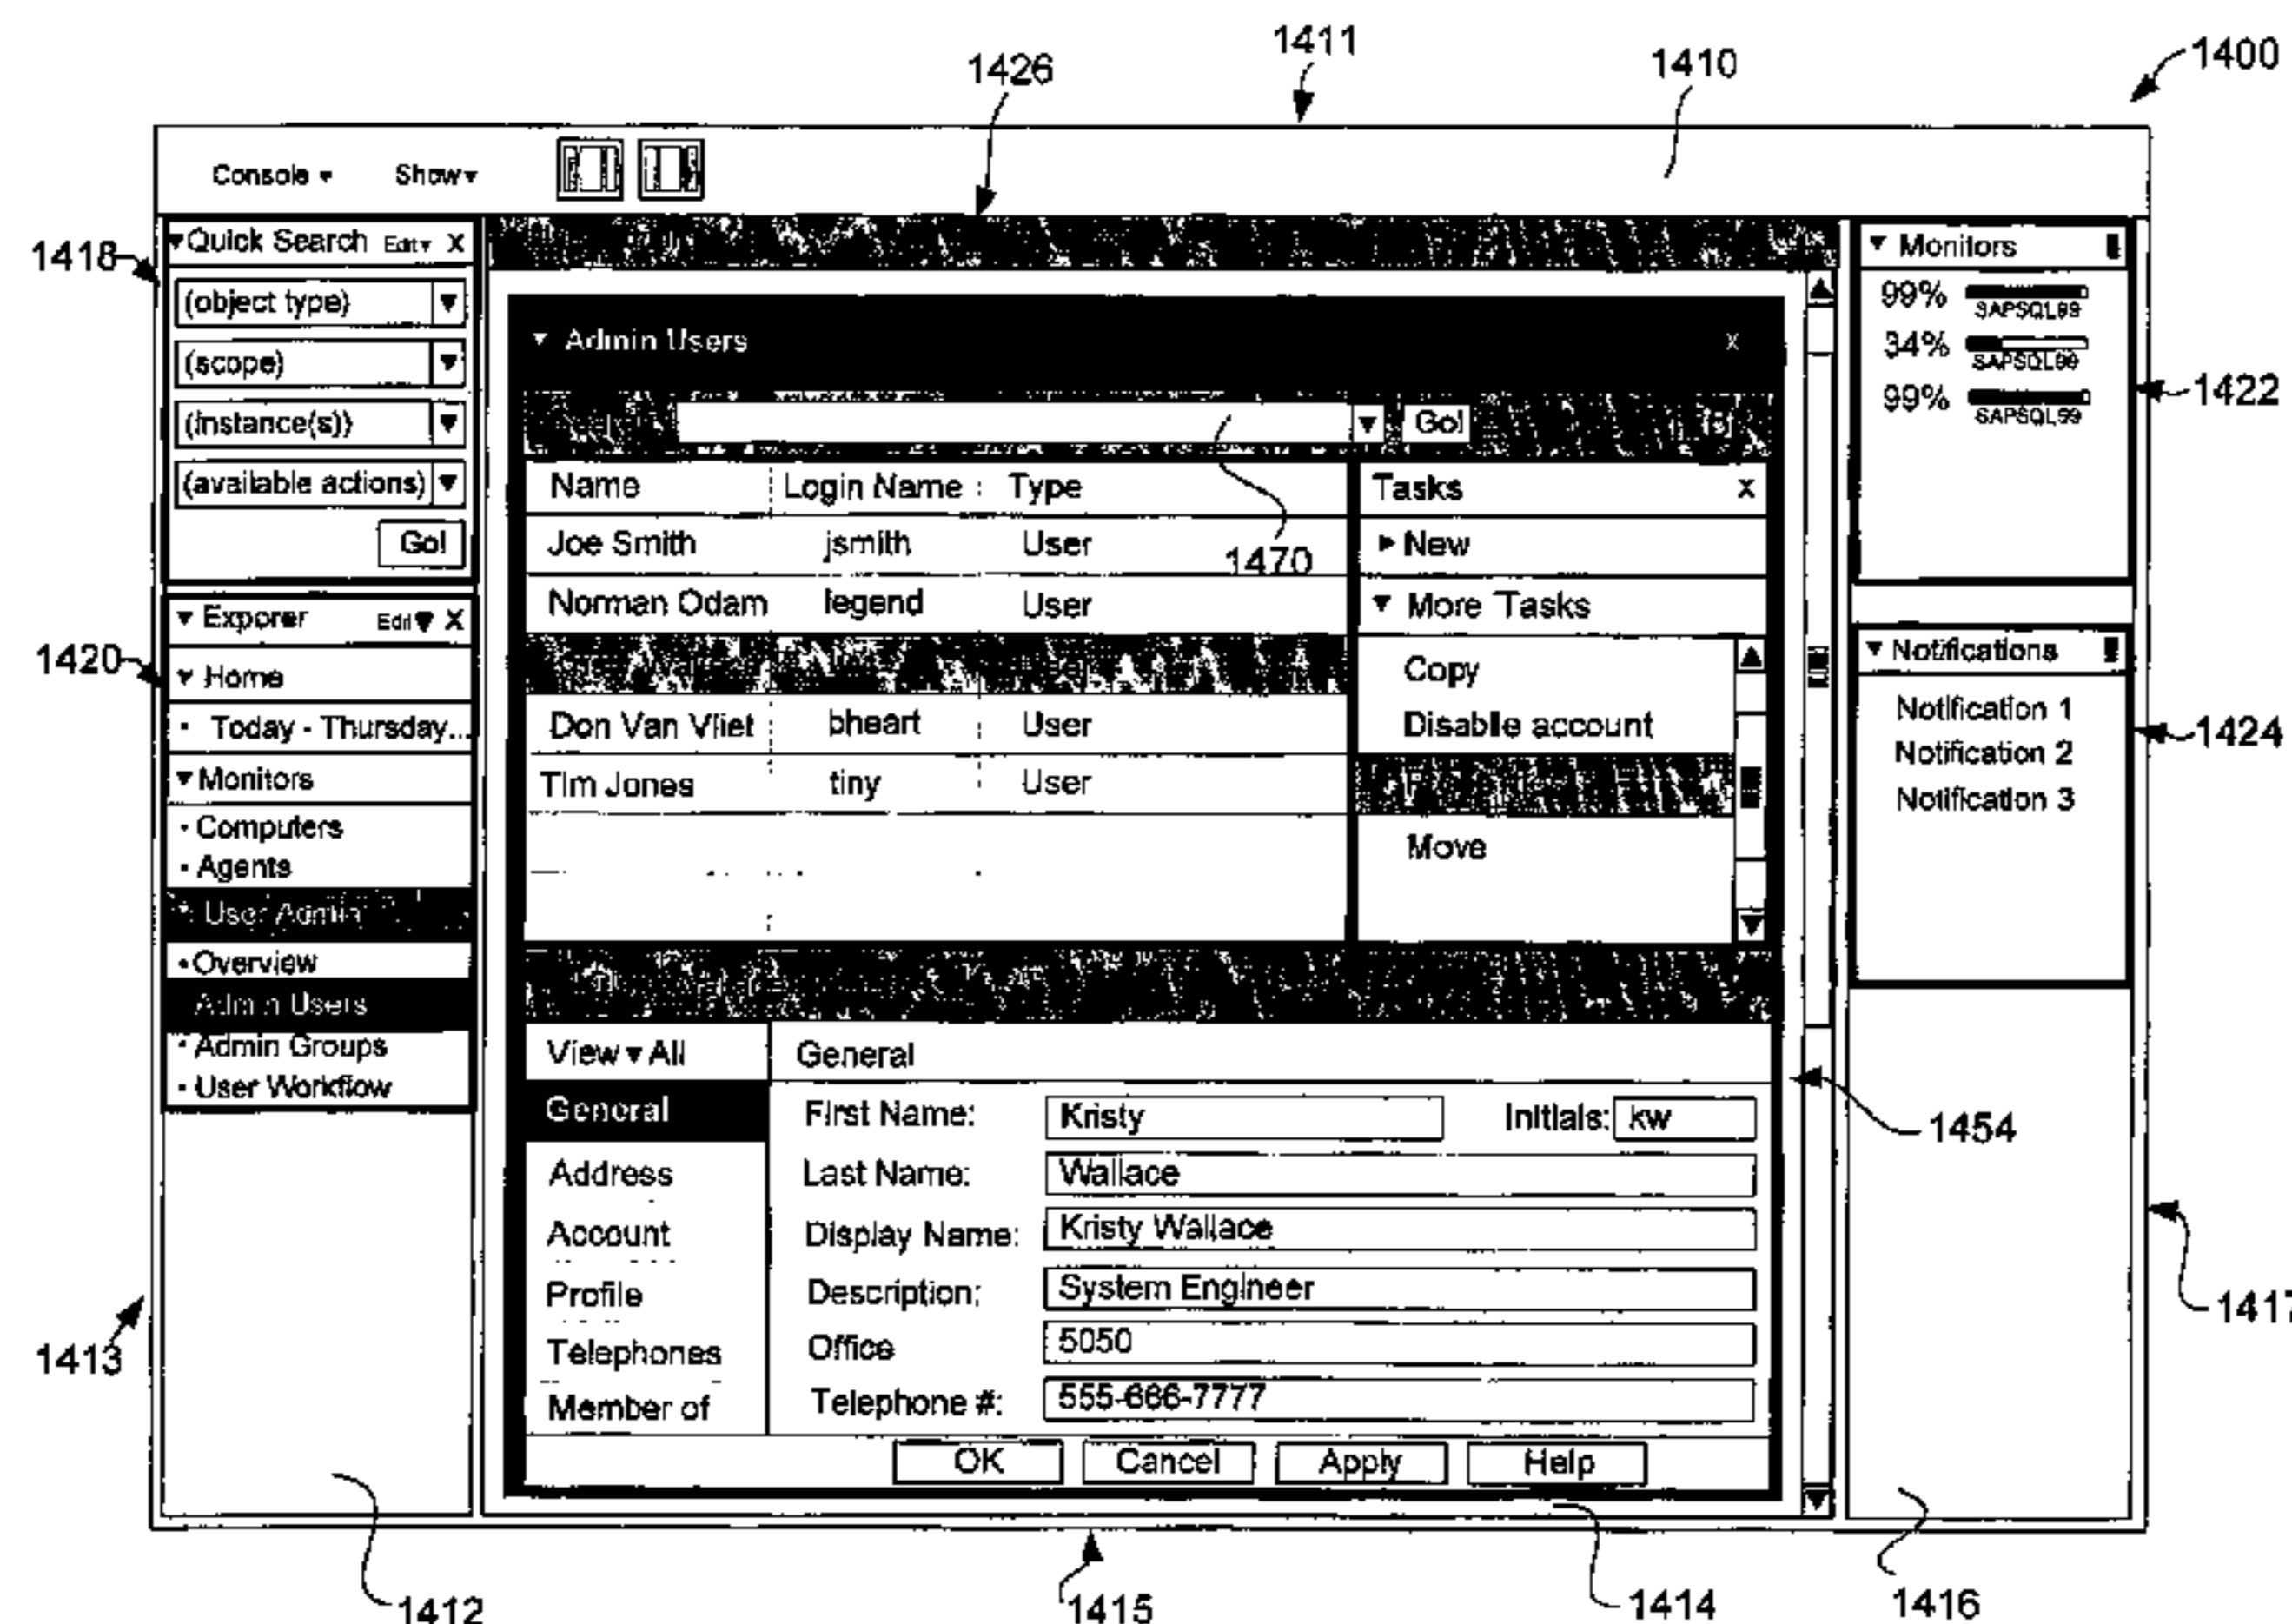 1411
1426
1410
1400
Console
Show
1418
Quick Search Edit X
(object type)
(scope)
(instance(s))
(available actions)
Go!
1420
Exporer Edit X
Home
Today - Thursday...
Monitors
Computers
Agents
User Admin
Overview
Admin Users
Admin Groups
User Workflow
Admin Users X
Go!
1470
Name Login Name Type
Joe Smith jsmith User
Norman Odam legend User
Don Van Vliet bheart User
Tim Jones tiny User
Tasks X
New
More Tasks
Copy
Disable account
Move
View All
General
General
Address
Account
Profile
Telephones
Member of
First Name: Kristy Initials: kw
Last Name: Wallace
Display Name: Kristy Wallace
Description: System Engineer
Office 5050
Telephone #: 555-666-7777
OK Cancel Apply Help
Monitors
99% SAPSQL99
34% SAPSQL99
99% SAPSQL99
1422
Notifications
Notification 1
Notification 2
Notification 3
1424
1454
1417
1413
1412
1415
1414
1416